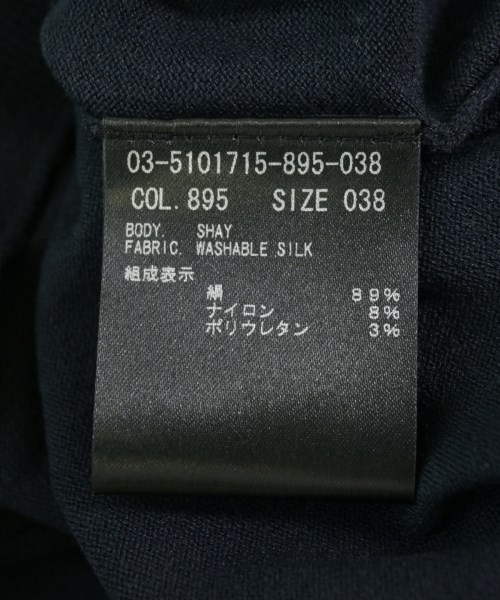 03-5101715-895-038
COL. 895 SIZE 038
BODY. SHAY
FABRIC. WASHABLE SILK
組成表示
絹 89%
ナイロン 8%
ポリウレタン 3%